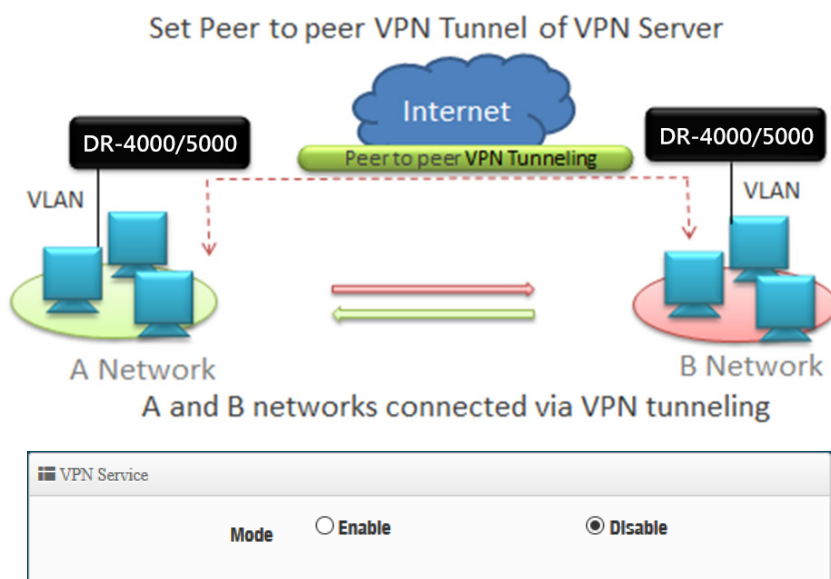 Set Peer to peer VPN Tunnel of VPN Server
Internet
DR-4000/5000
DR-4000/5000
Peer to peer VPN Tunneling
VLAN
VLAN
A Network
B Network
A and B networks connected via VPN tunneling
VPN Service
Mode Enable Disable